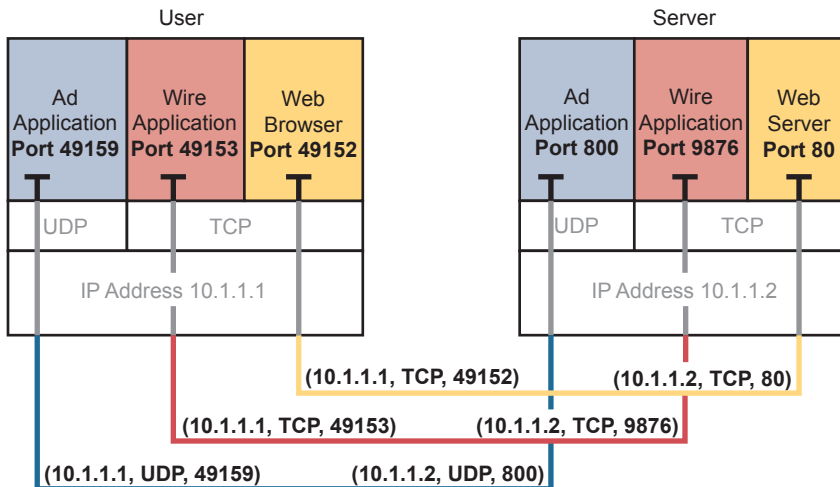 User
Server
Ad
Application
Port 49159
Wire
Application
Port 49153
Web
Browser
Port 49152
Ad
Application
Port 800
Wire
Application
Port 9876
Web
Server
Port 80
UDP
TCP
UDP
TCP
IP Address 10.1.1.1
IP Address 10.1.1.2
(10.1.1.1, TCP, 49152)
(10.1.1.2, TCP, 80)
(10.1.1.1, TCP, 49153)
(10.1.1.2, TCP, 9876)
(10.1.1.1, UDP, 49159)
(10.1.1.2, UDP, 800)